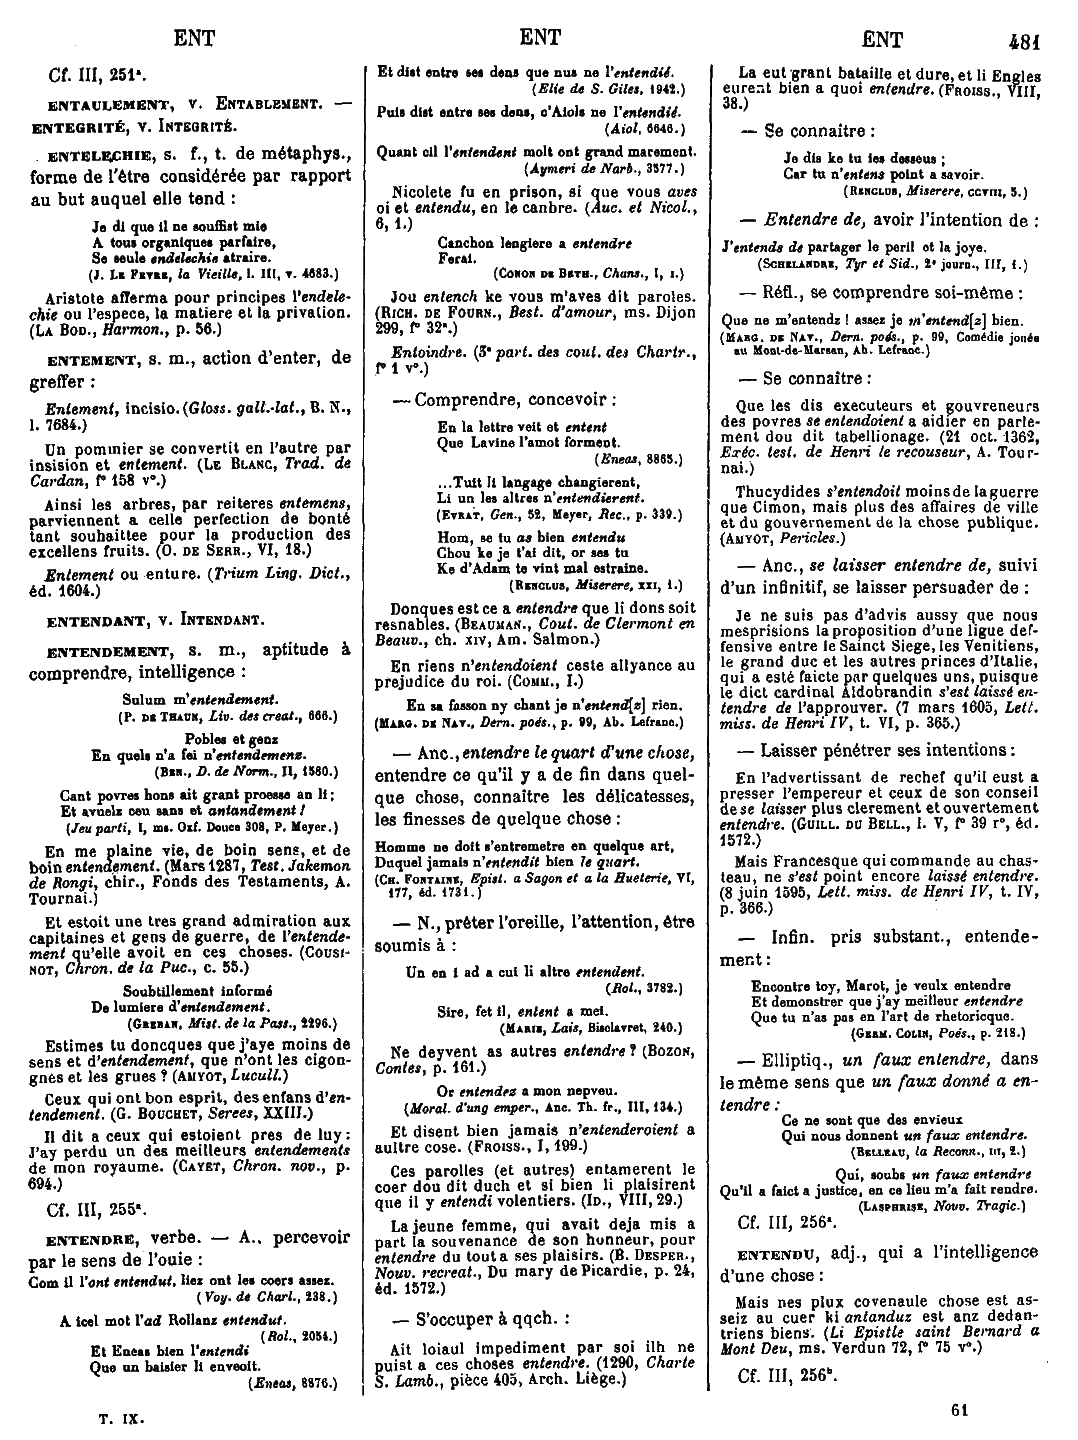 ENT ENT ENT 481
Cf. III, 251ª.
ENTAULEMENT, v. ENTABLEMENT. —
ENTEGRITÉ, v. INTEGRITÉ.
ENTELECHIE, s. f., t. de métaphys.,
forme de l'être considérée par rapport
au but auquel elle tend :
Je di que il ne souffist mie
A tous organiques parfaire,
Se seule endelechie atraire.
(J. LE FEVRE, la Vieille, l. III, v. 4683.)
Aristote afferma pour principes l'endele-
chie ou l'espece, la matiere et la privation.
(LA BOD., Harmon., p. 56.)
ENTEMENT, s. m., action d'enter, de
greffer :
Entement, incisio. (Gloss. gall.-lat., B. N.,
l. 7684.)
Un pommier se convertit en l'autre par
insision et entement. (LE BLANC, Trad. de
Cardan, f° 158 v°.)
Ainsi les arbres, par reiteres entemens,
parviennent a celle perfection de bonté
tant souhaittee pour la production des
excellens fruits. (O. DE SERR., VI, 18.)
Entement ou enture. (Trium Ling. Dict.,
éd. 1604.)
ENTENDANT, v. INTENDANT.
ENTENDEMENT, s. m., aptitude à
comprendre, intelligence :
Sulum m'entendement.
(P. DE THAUN, Liv. des creat., 666.)
Pobles et genz
En quels n'a fei n'entendemenz.
(BEN., D. de Norm., II, 1580.)
Cant povres hons ait grant proesse an li;
Et avuelz ceu sans et antandement !
(Jeu parti, I, ms. Oxf. Douce 308, P. Meyer.)
En me plaine vie, de boin sens, et de
boin entendement. (Mars 1287, Test. Jakemon
de Rongi, chir., Fonds des Testaments, A.
Tournai.)
Et estoit une tres grand admiration aux
capitaines et gens de guerre, de l'entende-
ment qu'elle avoit en ces choses. (COUSI-
NOT, Chron. de la Puc., c. 55.)
Soubtillement informé
De lumiere d'entendement.
(GREBAN, Mist. de la Pass., 2296.)
Estimes tu doncques que j'aye moins de
sens et d'entendement, que n'ont les cigon-
gnes et les grues ? (AMYOT, Lucull.)
Ceux qui ont bon esprit, des enfans d'en-
tendement. (G. BOUCHET, Serees, XXIII.)
Il dit a ceux qui estoient pres de luy :
J'ay perdu un des meilleurs entendements
de mon royaume. (CAYET, Chron. nov., p.
694.)
Cf. III, 255ª.
ENTENDRE, verbe. — A., percevoir
par le sens de l'ouie :
Com il l'ont entendut, liez ont les coers assez.
(Voy. de Charl., 238.)
A icel mot l'ad Rollanz entendut.
(Rol., 2054.)
Et Eneas bien l'entendi
Que un baisier li enveoit.
(Eneas, 8876.)
T. IX.
Et dist entre ses dens que nus ne l'entendié.
(Elie de S. Giles, 1942.)
Puis dist entre ses dens, c'Aiols ne l'entendié.
(Aiol, 6646.)
Quant cil l'entendent molt ont grand marement.
(Aymeri de Narb., 3577.)
Nicolete fu en prison, si que vous aves
oi et entendu, en le canbre. (Auc. et Nicol.,
6, 1.)
Canchon legiere a entendre
Ferai.
(CONON DE BETH., Chans., I, 1.)
Jou entench ke vous m'aves dit paroles.
(RICH. DE FOURN., Best. d'amour, ms. Dijon
299, f° 32ª.)
Entoindre. (3e part. des cout. des Chartr.,
f° 1 v°.)
— Comprendre, concevoir :
En la lettre veit et entent
Que Lavine l'amot forment.
(Eneas, 8865.)
...Tuit li langage changierent,
Li un les altres n'entendierent.
(EVRAT, Gen., 52, Meyer, Rec., p. 339.)
Hom, se tu as bien entendu
Chou ke je t'ai dit, or ses tu
Ke d'Adam te vint mal estraine.
(RENCLUS, Miserere, XXI, 1.)
Donques est ce a entendre que li dons soit
resnables. (BEAUMAN., Cout. de Clermont en
Beauv., ch. XIV, Am. Salmon.)
En riens n'entendoient ceste allyance au
prejudice du roi. (COMM., I.)
En sa fasson ny chant je n'entend[z] rien.
(MARG. DE NAV., Dern. poés., p. 99, Ab. Lefranc.)
— Anc., entendre le quart d'une chose,
entendre ce qu'il y a de fin dans quel-
que chose, connaître les délicatesses,
les finesses de quelque chose :
Homme ne doit s'entremetre en quelque art,
Duquel jamais n'entendit bien le quart.
(CH. FONTAINE, Epist. a Sagon et a la Hueterie, VI,
177, éd. 1731.)
— N., prêter l'oreille, l'attention, être
soumis à :
Un en i ad a cui li altre entendent.
(Rol., 3782.)
Sire, fet il, entent a mei.
(MARIE, Lais, Bisclavret, 240.)
Ne deyvent as autres entendre ? (BOZON,
Contes, p. 161.)
Or entendez a mon nepveu.
(Moral. d'ung emper., Anc. Th. fr., III, 134.)
Et disent bien jamais n'entenderoient a
aultre cose. (FROISS., I, 199.)
Ces parolles (et autres) entamerent le
coer dou dit duch et si bien li plaisirent
que il y entendi volentiers. (ID., VIII, 29.)
La jeune femme, qui avait deja mis a
part la souvenance de son honneur, pour
entendre du tout a ses plaisirs. (B. DESPER.,
Nouv. recreat., Du mary de Picardie, p. 24,
éd. 1572.)
— S'occuper à qqch. :
Ait loiaul impediment par soi ilh ne
puist a ces choses entendre. (1290, Charte
S. Lamb., pièce 405, Arch. Liège.)
La eut grant bataille et dure, et li Engles
eurent bien a quoi entendre. (FROISS., VIII,
38.)
— Se connaître :
Je dis ke tu ies desseus ;
Car tu n'entens point a savoir.
(RENCLUS, Miserere, CCVIII, 5.)
— Entendre de, avoir l'intention de :
J'entends de partager le peril et la joye.
(SCHELANDRE, Tyr et Sid., 2e journ., III, 1.)
— Réfl., se comprendre soi-même :
Que ne m'entendz ! assez je m'entend[z] bien.
(MARG. DE NAV., Dern. poés., p. 99, Comédie jouée
au Mont-de-Marsan, Ab. Lefranc.)
— Se connaître :
Que les dis executeurs et gouvreneurs
des povres se entendoient a aidier en parle-
ment dou dit tabellionage. (21 oct. 1362,
Exéc. test. de Henri le recouseur, A. Tour-
nai.)
Thucydides s'entendoit moins de la guerre
que Cimon, mais plus des affaires de ville
et du gouvernement de la chose publique.
(AMYOT, Pericles.)
— Anc., se laisser entendre de, suivi
d'un infinitif, se laisser persuader de :
Je ne suis pas d'advis aussy que nous
mesprisions la proposition d'une ligue def-
fensive entre le Sainct Siege, les Venitiens,
le grand duc et les autres princes d'Italie,
qui a esté faicte par quelques uns, puisque
le dict cardinal Aldobrandin s'est laissé en-
tendre de l'approuver. (7 mars 1605, Lett.
miss. de Henri IV, t. VI, p. 365.)
— Laisser pénétrer ses intentions :
En l'advertissant de rechef qu'il eust a
presser l'empereur et ceux de son conseil
de se laisser plus clerement et ouvertement
entendre. (GUILL. DU BELL., l. V, f° 39 r°, éd.
1572.)
Mais Francesque qui commande au chas-
teau, ne s'est point encore laissé entendre.
(8 juin 1595, Lett. miss. de Henri IV, t. IV,
p. 366.)
— Infin. pris substant., entende-
ment :
Encontre toy, Marot, je veulx entendre
Et demonstrer que j'ay meilleur entendre
Que tu n'as pas en l'art de rhetoricque.
(GERM. COLIN, Poés., p. 218.)
— Elliptiq., un faux entendre, dans
le même sens que un faux donné a en-
tendre :
Ce ne sont que des envieux
Qui nous donnent un faux entendre.
(BELLEAU, la Reconn., III, 2.)
Qui, soubs un faux entendre
Qu'il a faict a justice, en ce lieu m'a fait rendre.
(LASPHRISE, Nouv. Tragic.)
Cf. III, 256ª.
ENTENDU, adj., qui a l'intelligence
d'une chose :
Mais nes plux covenaule chose est as-
seiz au cuer ki antanduz est anz dedan-
triens biens. (Li Epistle saint Bernard a
Mont Deu, ms. Verdun 72, f° 75 v°.)
Cf. III, 256ᵇ.
61